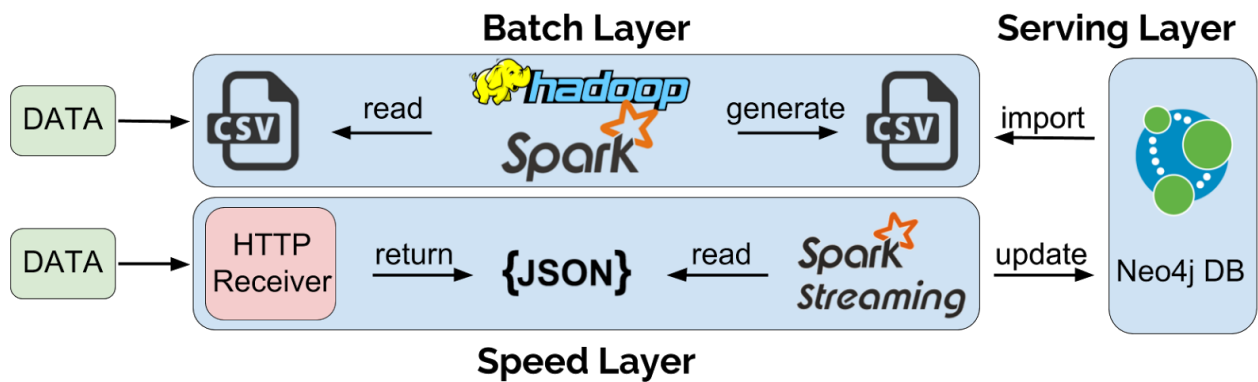 Batch Layer
Serving Layer
DATA
CSV
read
hadoop
Spark
generate
CSV
import
DATA
HTTP
Receiver
return
{JSON}
read
Spark
Streaming
update
Neo4j DB
Speed Layer